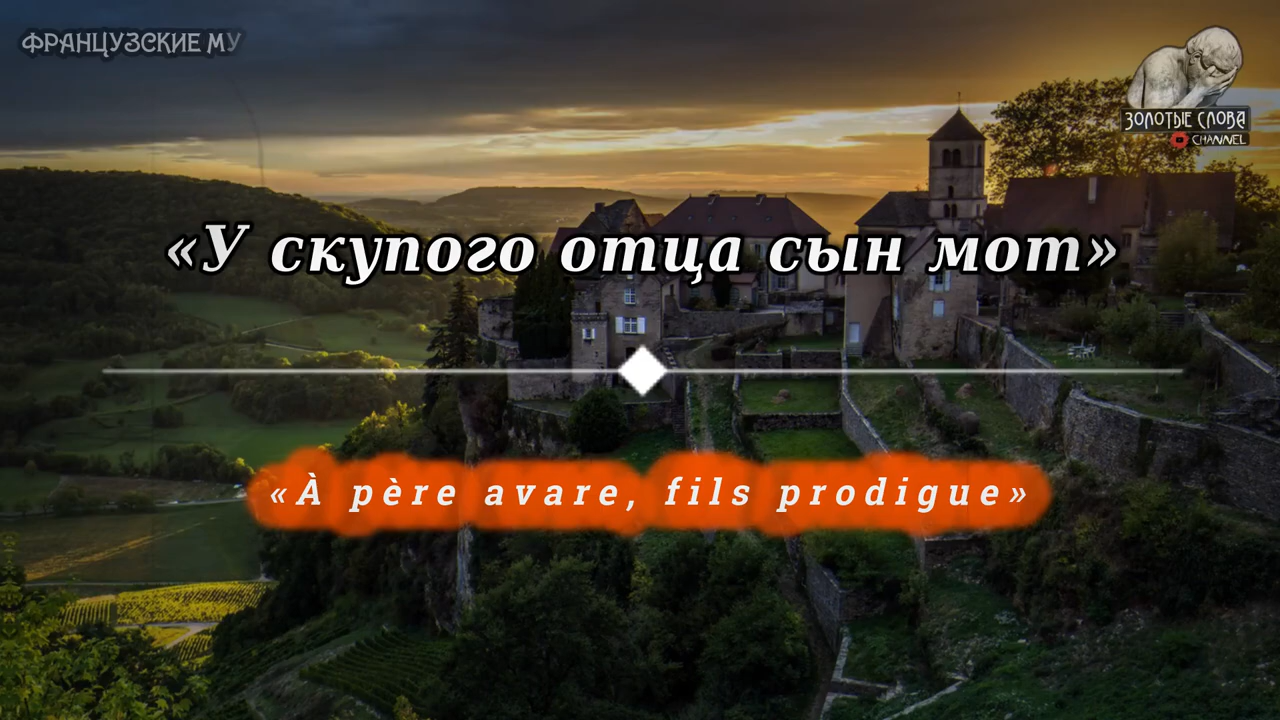 ФРАНЦУЗСКИЕ МУ
ЗОЛОТЫЕ СЛОВА
CHANNEL
«У скупого отца сын мот»
«À père avare, fils prodigue»